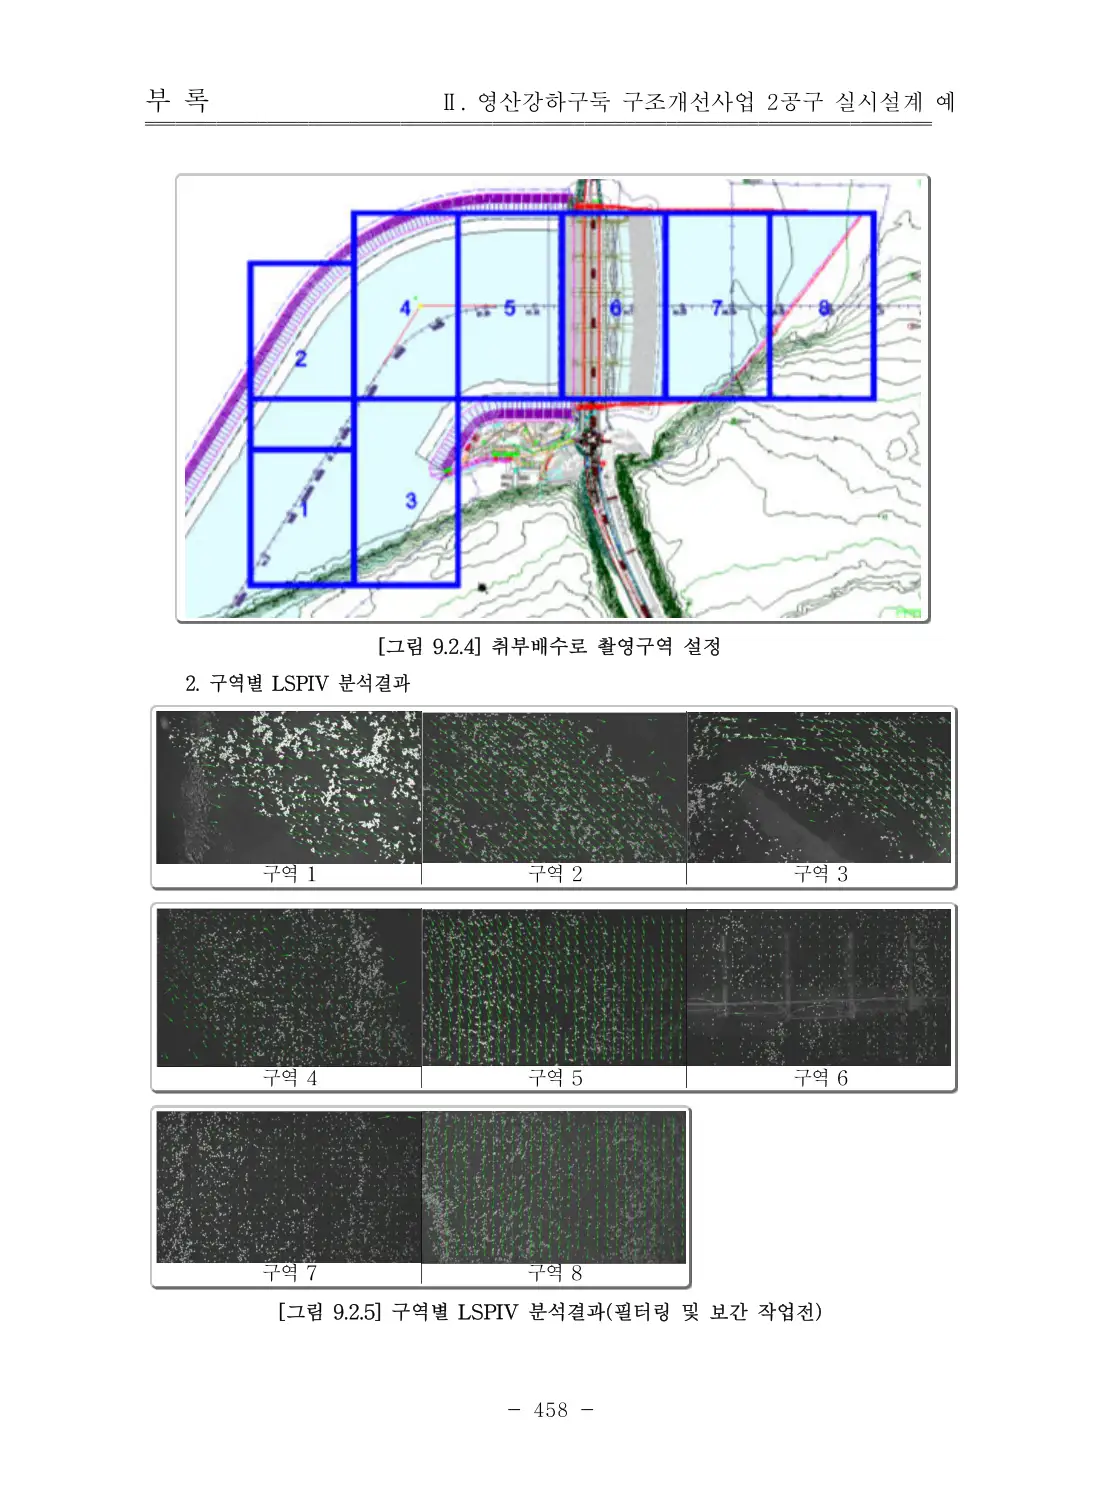 부 록
Ⅱ. 영산강하구둑 구조개선사업 2공구 실시설계 예
4
5
6
7
8
2
1
3
[그림 9.2.4] 취부배수로 촬영구역 설정
2. 구역별 LSPIV 분석결과
구역 1
구역 2
구역 3
구역 4
구역 5
구역 6
구역 7
구역 8
[그림 9.2.5] 구역별 LSPIV 분석결과(필터링 및 보간 작업전)
- 458 -